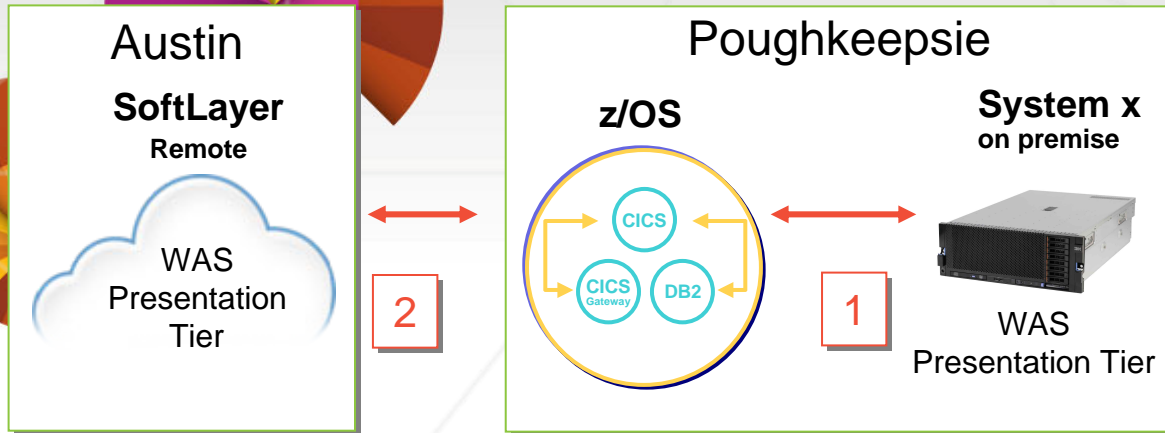 Austin
SoftLayer
Remote
WAS
Presentation
Tier
2
Poughkeepsie
z/OS
CICS
CICS
Gateway
DB2
1
System x
on premise
WAS
Presentation Tier